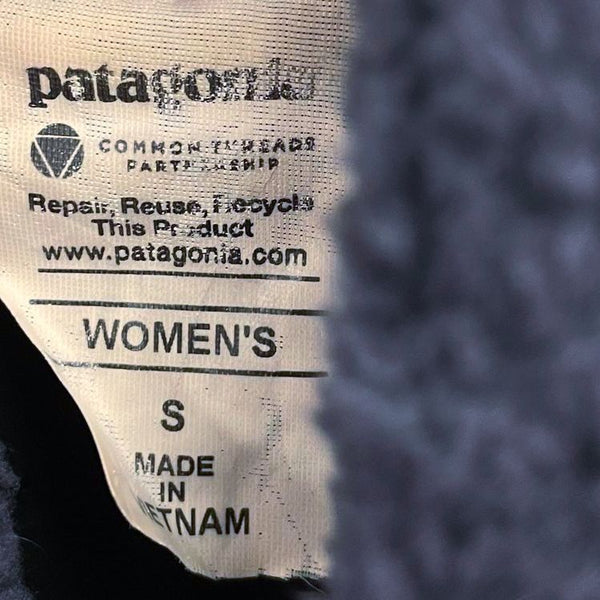 patagonia
COMMON THREADS
PARTNERSHIP
Repair, Reuse, Recycle
This Product
www.patagonia.com
WOMEN'S
S
MADE
IN
VIETNAM